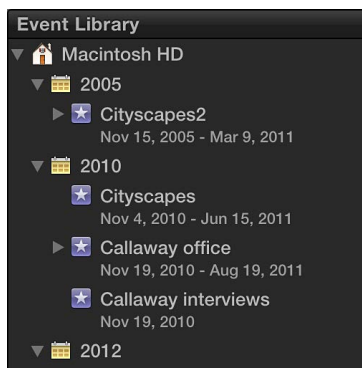 Event Library
Macintosh HD
2005
Cityscapes2
Nov 15, 2005 - Mar 9, 2011
2010
Cityscapes
Nov 4, 2010 - Jun 15, 2011
Callaway office
Nov 19, 2010 - Aug 19, 2011
Callaway interviews
Nov 19, 2010
2012